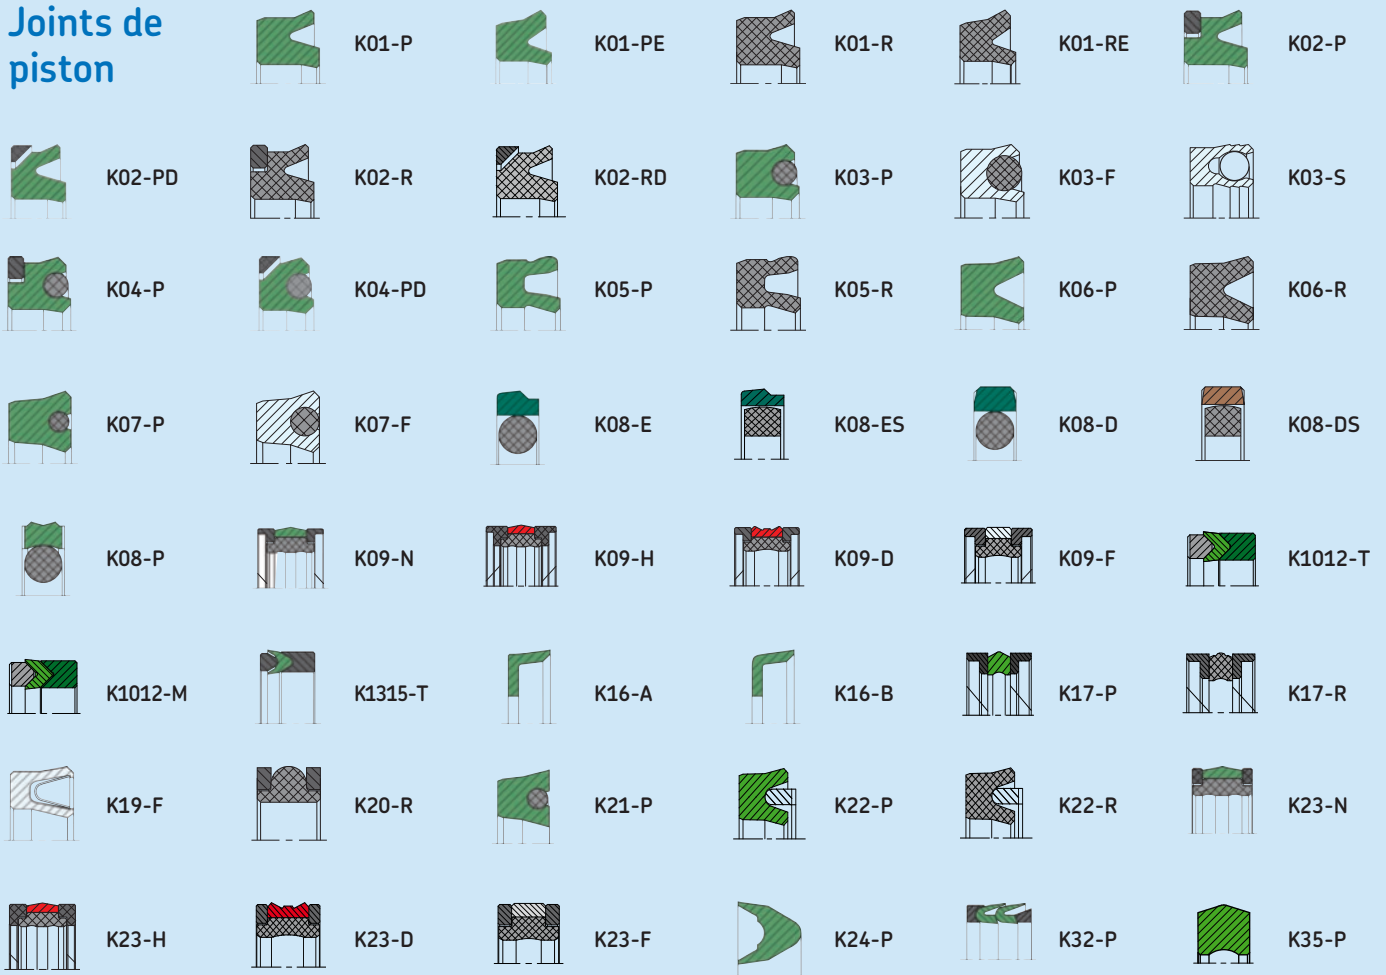 Joints de
piston
K01-P
K01-PE
K01-R
K01-RE
K02-P
K02-PD
K02-R
K02-RD
K03-P
K03-F
K03-S
K04-P
K04-PD
K05-P
K05-R
K06-P
K06-R
K07-P
K07-F
K08-E
K08-ES
K08-D
K08-DS
K08-P
K09-N
K09-H
K09-D
K09-F
K1012-T
K1012-M
K1315-T
K16-A
K16-B
K17-P
K17-R
K19-F
K20-R
K21-P
K22-P
K22-R
K23-N
K23-H
K23-D
K23-F
K24-P
K32-P
K35-P